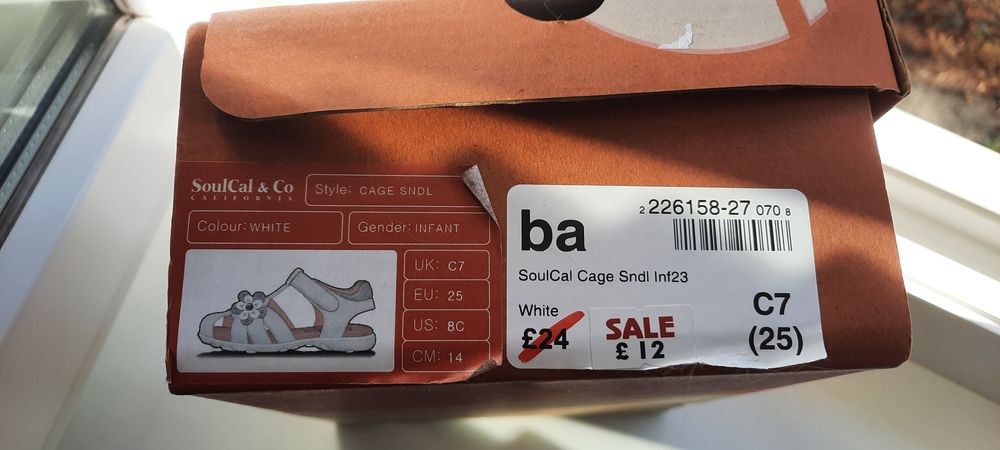 SoulCal & Co
CALIFORNIA
Style: CAGE SNDL
Colour: WHITE
Gender: INFANT
UK: C7
EU: 25
US: 8C
CM: 14
ba
2 226158-27 070 8
SoulCal Cage Sndl Inf23
White
£24
SALE
£ 12
C7
(25)